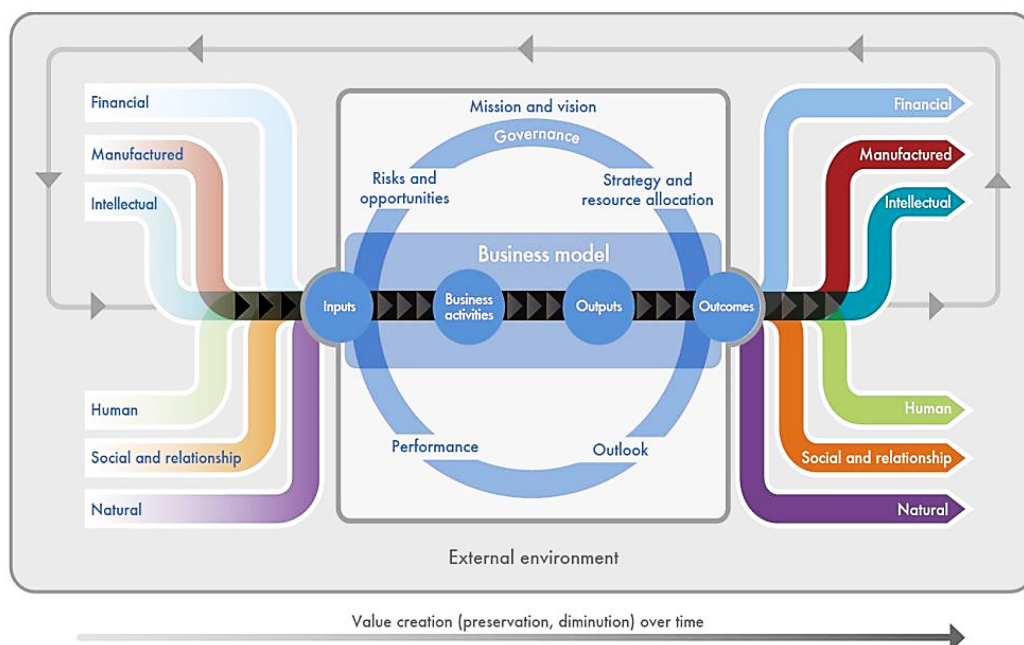 Financial
Manufactured
Intellectual
Human
Social and relationship
Natural
Mission and vision
Governance
Risks and
opportunities
Strategy and
resource allocation
Business model
Inputs
Business
activities
Outputs
Outcomes
Performance
Outlook
Financial
Manufactured
Intellectual
Human
Social and relationship
Natural
External environment
Value creation (preservation, diminution) over time